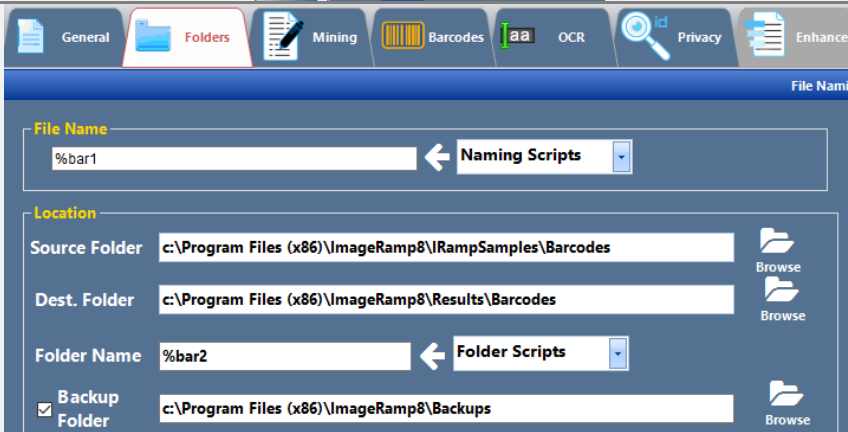 General Folders Mining Barcodes aa OCR id Privacy Enhance
File Nami
File Name
%bar1 Naming Scripts
Location
Source Folder c:\Program Files (x86)\ImageRamp8\IRampSamples\Barcodes
Browse
Dest. Folder c:\Program Files (x86)\ImageRamp8\Results\Barcodes
Browse
Folder Name %bar2 Folder Scripts
Backup
Folder c:\Program Files (x86)\ImageRamp8\Backups
Browse